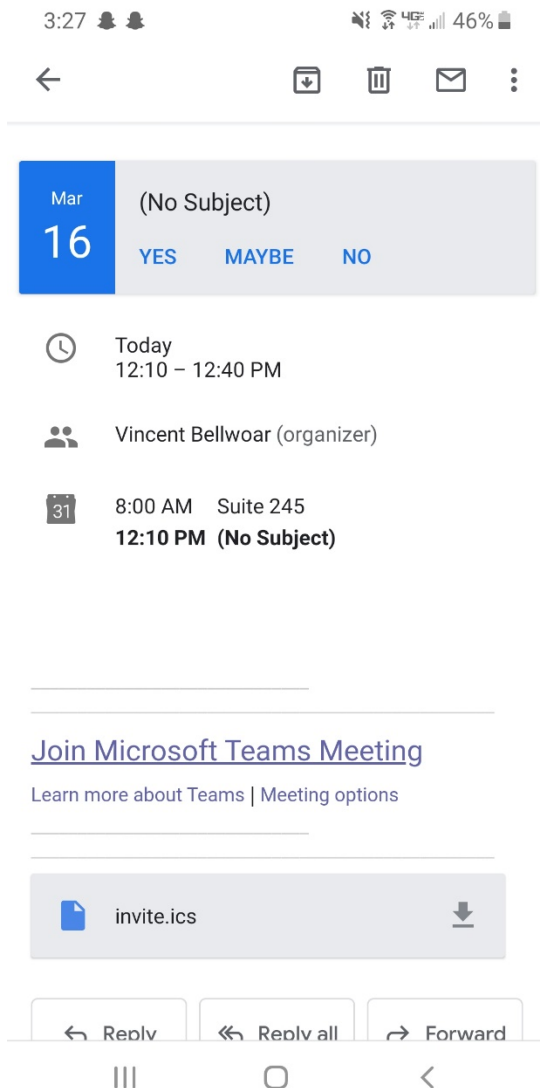 3:27 4GE 46%
Mar
16
(No Subject)
YES MAYBE NO
Today
12:10 – 12:40 PM
Vincent Bellwoar (organizer)
31
8:00 AM Suite 245
12:10 PM (No Subject)
Join Microsoft Teams Meeting
Learn more about Teams | Meeting options
invite.ics
Reply Reply all Forward